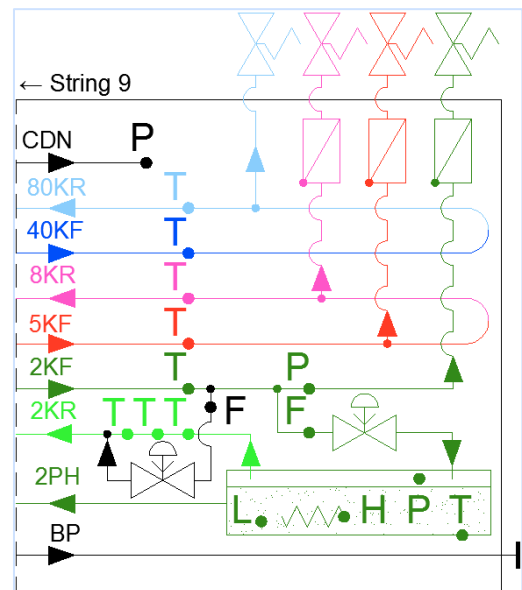 ← String 9
CDN P
80KR T
40KF T
8KR T
5KF T
2KF T P
2KR T T T F F
2PH L H P T
BP